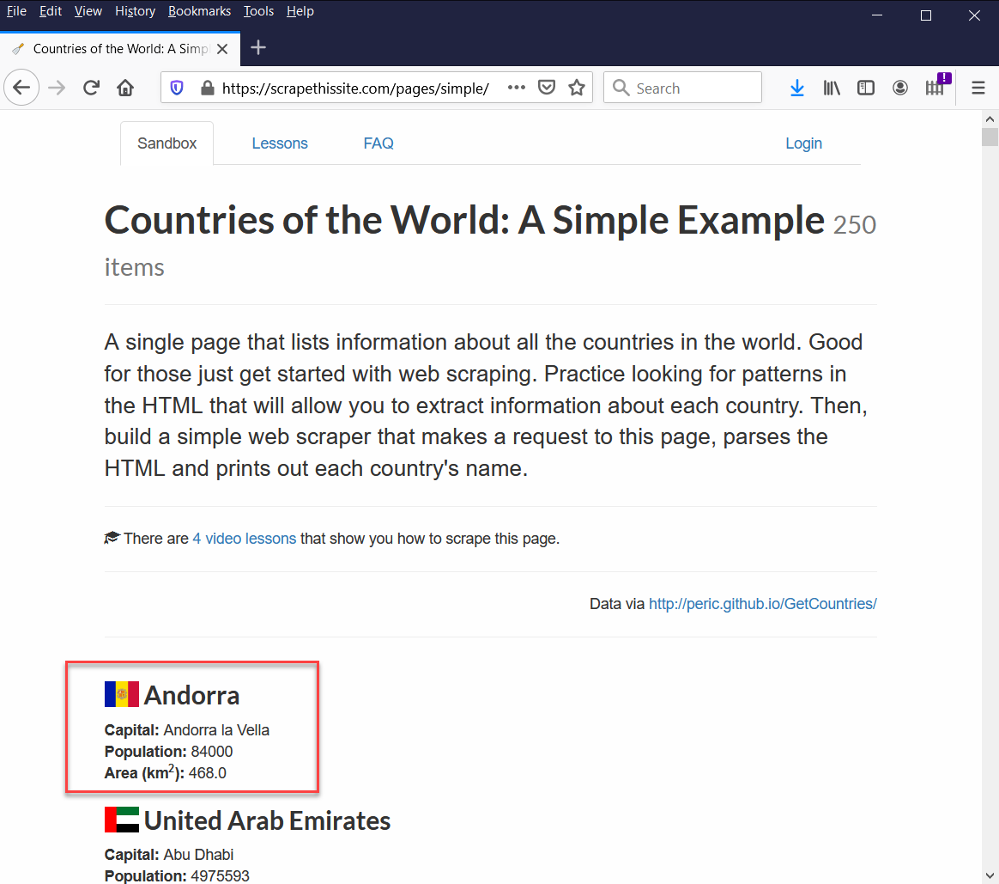 File Edit View History Bookmarks Tools Help
Countries of the World: A Simp
https://scrapethissite.com/pages/simple/ Search !
Sandbox Lessons FAQ Login
Countries of the World: A Simple Example 250
items
A single page that lists information about all the countries in the world. Good
for those just get started with web scraping. Practice looking for patterns in
the HTML that will allow you to extract information about each country. Then,
build a simple web scraper that makes a request to this page, parses the
HTML and prints out each country's name.
There are 4 video lessons that show you how to scrape this page.
Data via http://peric.github.io/GetCountries/
Andorra
Capital: Andorra la Vella
Population: 84000
Area (km²): 468.0
United Arab Emirates
Capital: Abu Dhabi
Population: 4975593